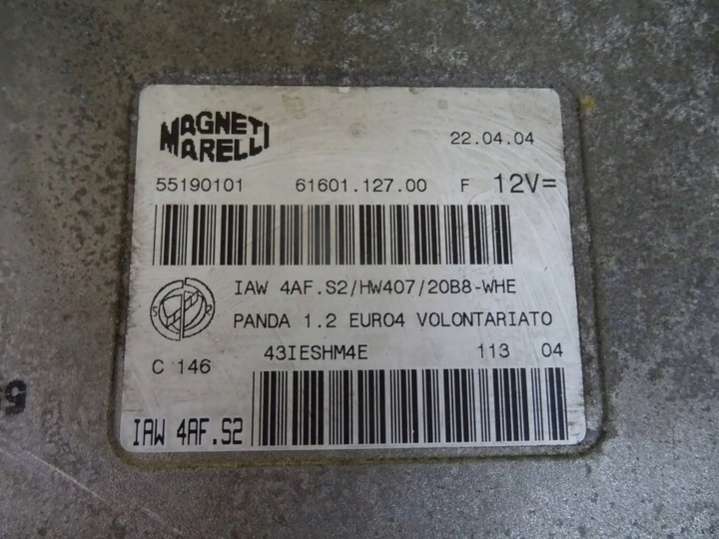 MAGNETI
MARELLI
22.04.04
55190101 61601.127.00 F 12V=
IAW 4AF.S2/HW407/20B8-WHE
PANDA 1.2 EURO4 VOLONTARIATO
C 146 43IESHM4E 113 04
IAW 4AF.S2